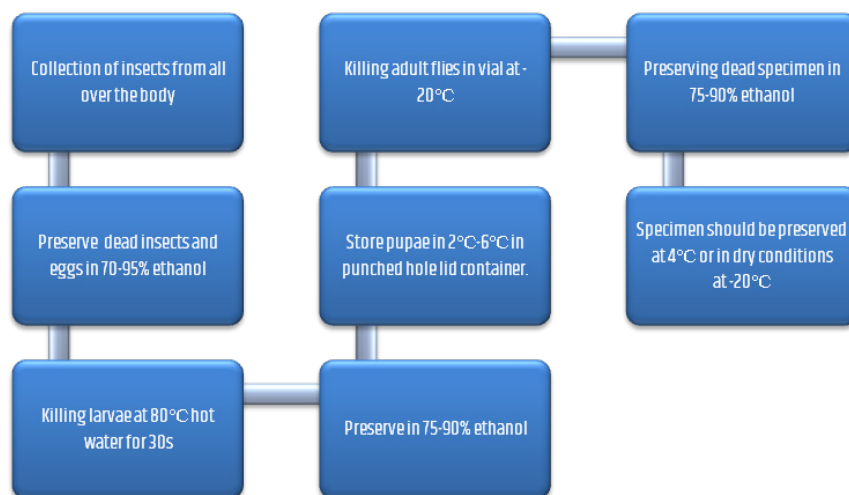 Collection of insects from all
over the body
Preserve dead insects and
eggs in 70-95% ethanol
Killing larvae at 80°C hot
water for 30s
Preserve in 75-90% ethanol
Store pupae in 2°C-6°C in
punched hole lid container.
Killing adult flies in vial at -
20°C
Preserving dead specimen in
75-90% ethanol
Specimen should be preserved
at 4°C or in dry conditions
at -20°C